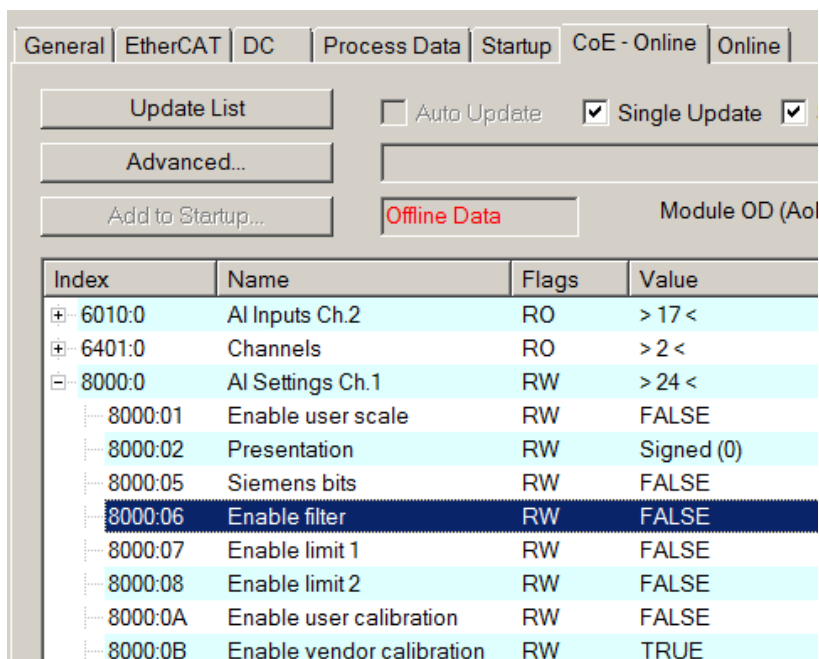 General EtherCAT DC Process Data Startup CoE - Online Online
Update List Auto Update Single Update
Advanced...
Add to Startup... Offline Data Module OD (AoE
Index Name Flags Value
6010:0 AI Inputs Ch.2 RO > 17 <
6401:0 Channels RO > 2 <
8000:0 AI Settings Ch.1 RW > 24 <
8000:01 Enable user scale RW FALSE
8000:02 Presentation RW Signed (0)
8000:05 Siemens bits RW FALSE
8000:06 Enable filter RW FALSE
8000:07 Enable limit 1 RW FALSE
8000:08 Enable limit 2 RW FALSE
8000:0A Enable user calibration RW FALSE
8000:0B Enable vendor calibration RW TRUE